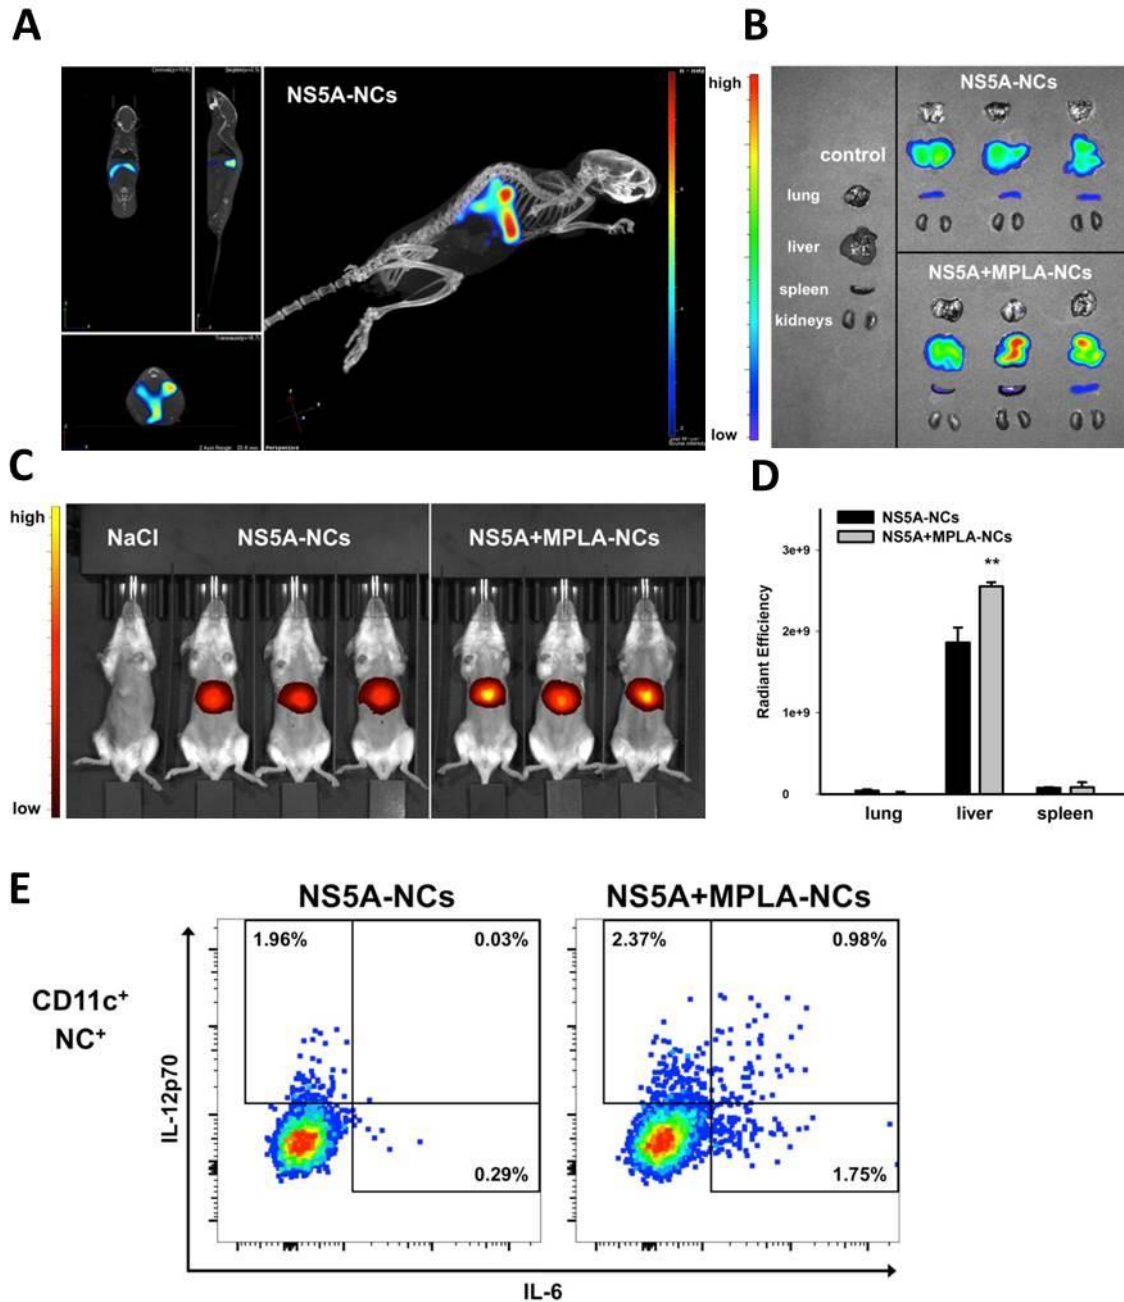 A
NS5A-NCs
Perspective
B
high
low
control
lung
liver
spleen
kidneys
NS5A-NCs
NS5A+MPLA-NCs
C
high
low
NaCl
NS5A-NCs
NS5A+MPLA-NCs
D
NS5A-NCs
NS5A+MPLA-NCs
**
Radiant Efficiency
3e+9
2e+9
1e+9
0
lung
liver
spleen
E
NS5A-NCs
NS5A+MPLA-NCs
CD11c⁺
NC⁺
IL-12p70
1.96%
0.03%
0.29%
2.37%
0.98%
1.75%
IL-6